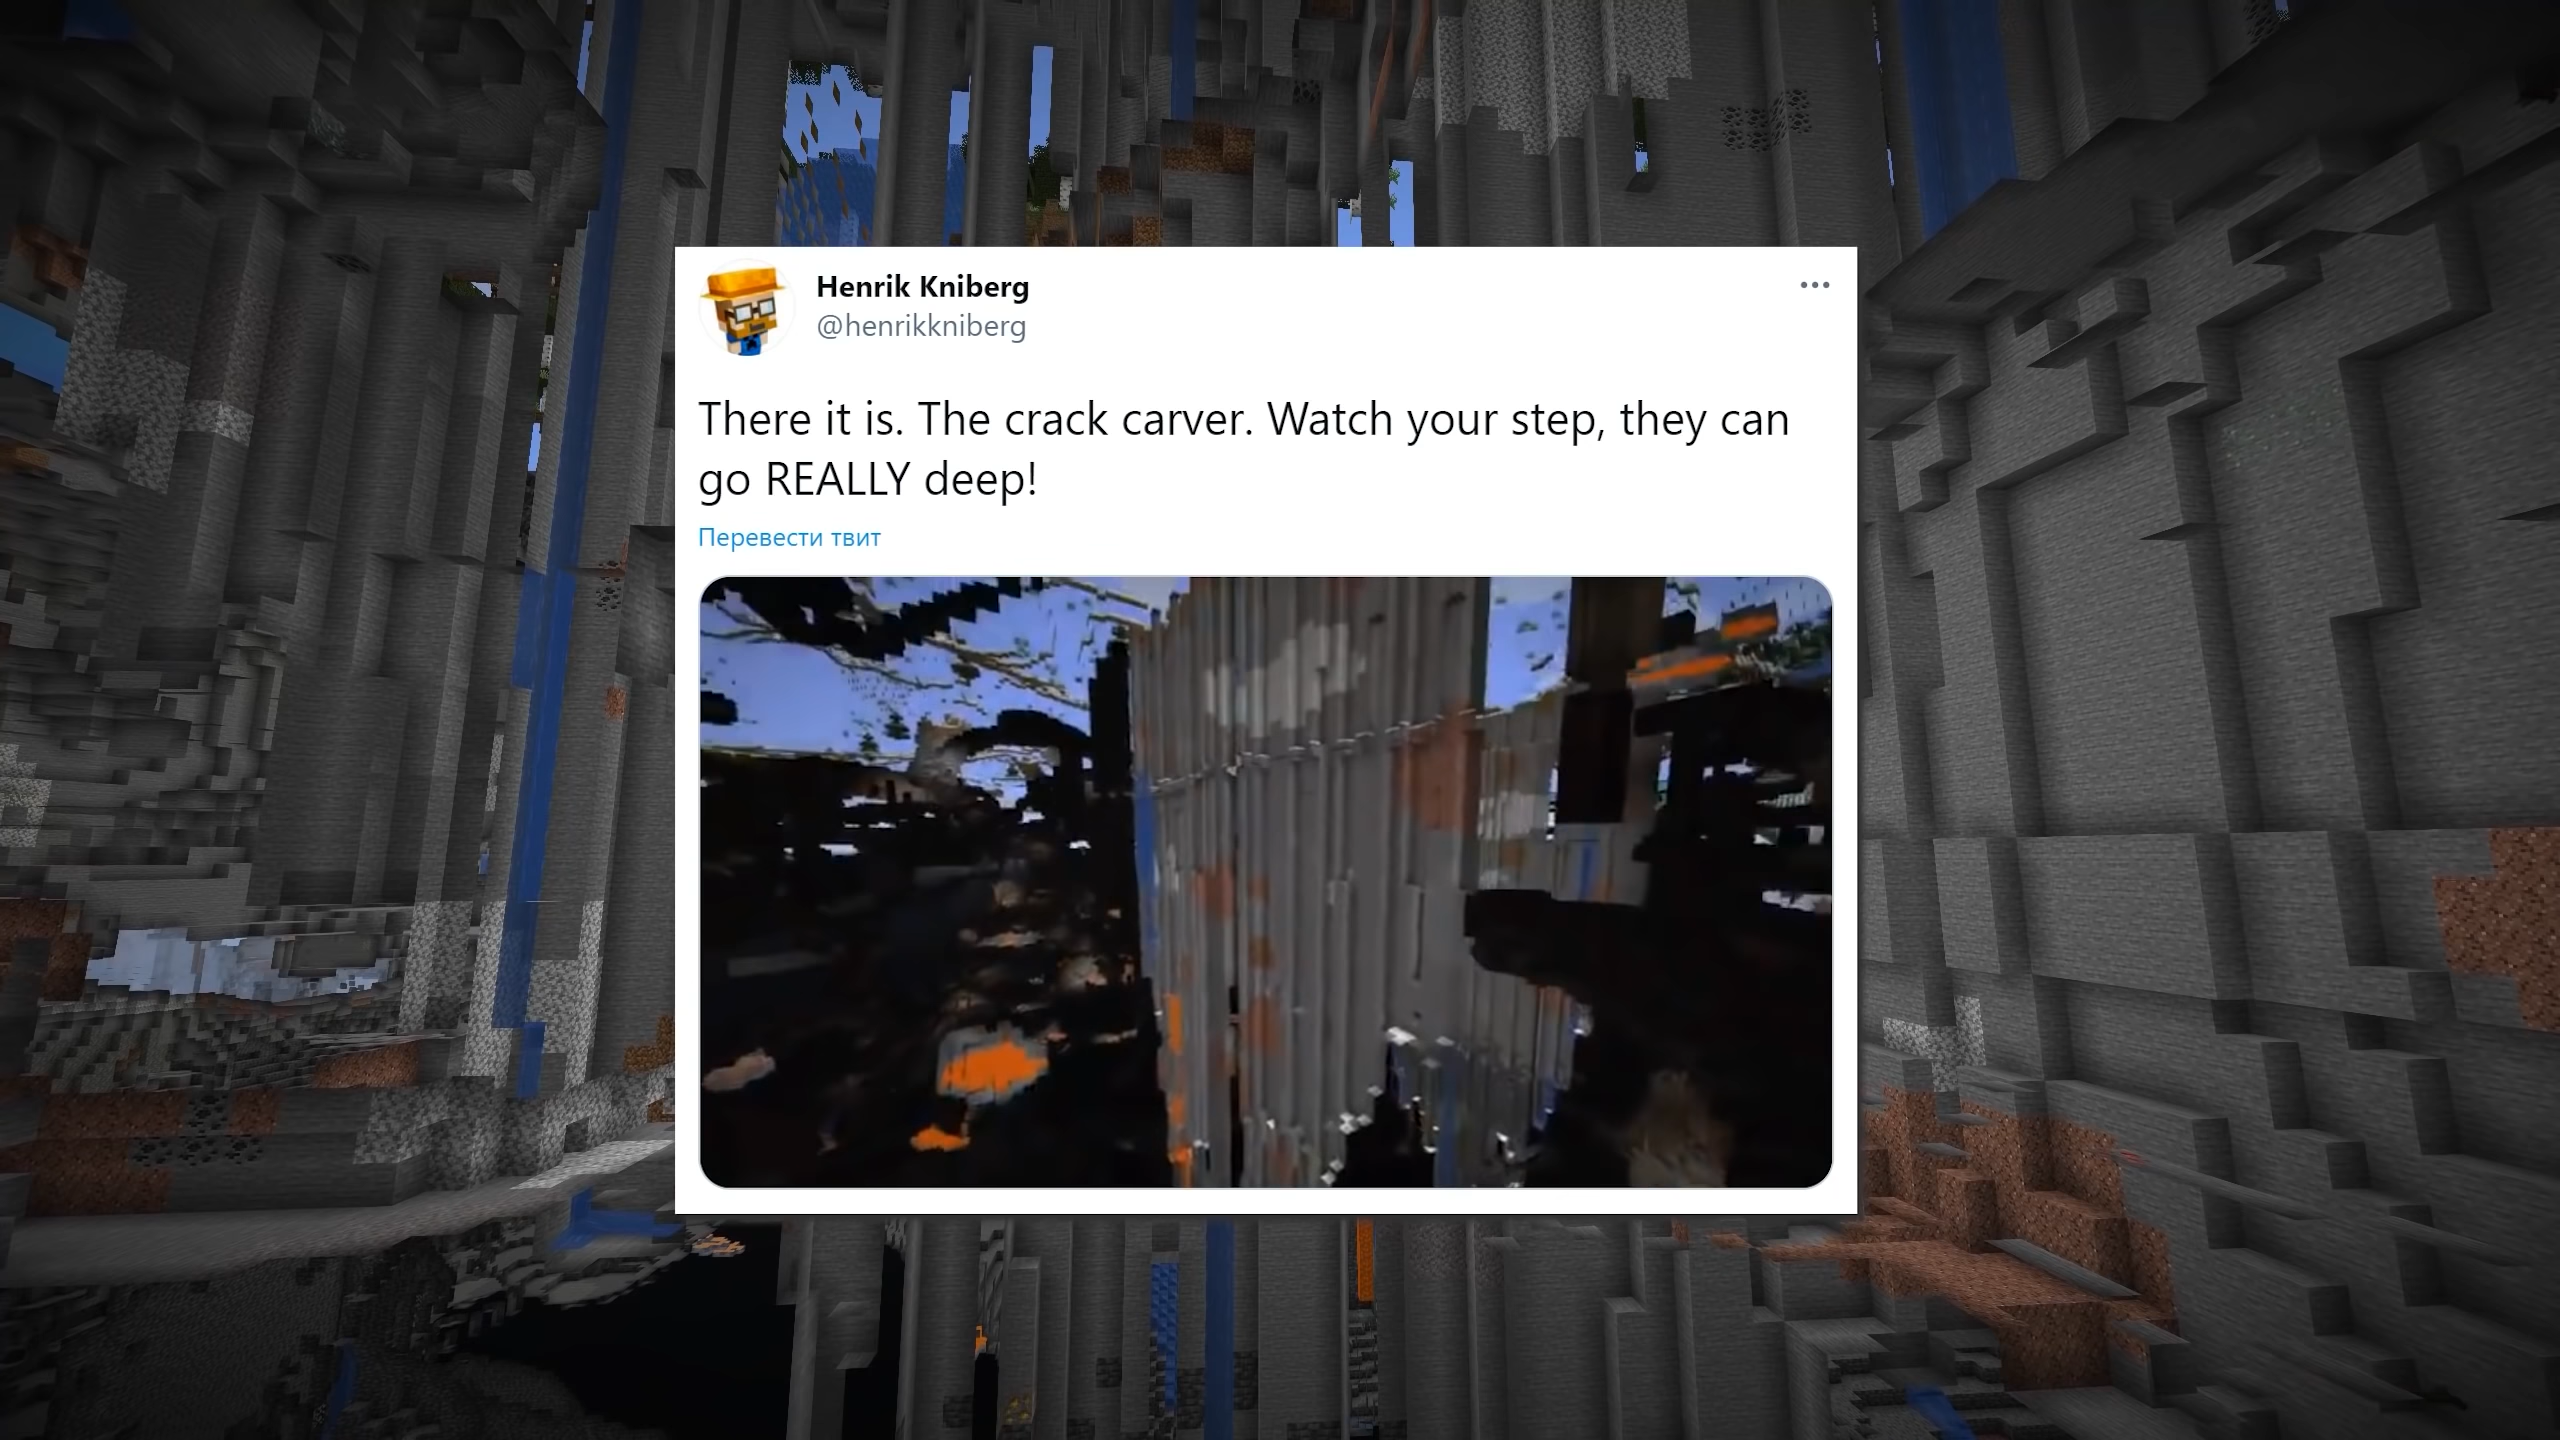 Henrik Kniberg
@henrikkniberg
There it is. The crack carver. Watch your step, they can
go REALLY deep!
Перевести твит